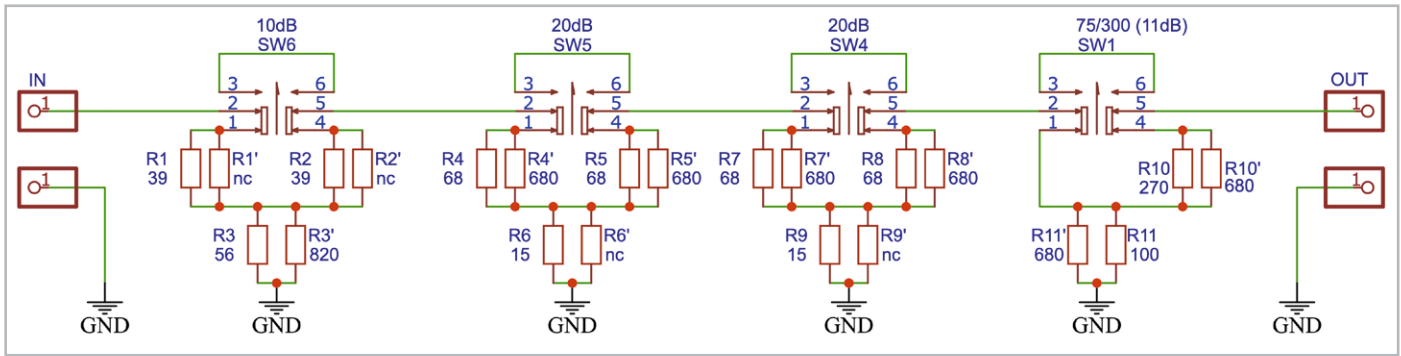 10dB
SW6
20dB
SW5
20dB
SW4
75/300 (11dB)
SW1
IN
OUT
3 6
3 6
3 6
3 6
1
2 5
2 5
2 5
2 5
1
1 4
1 4
1 4
1 4
R1
39
R1'
nc
R2
39
R2'
nc
R4
68
R4'
680
R5
68
R5'
680
R7
68
R7'
680
R8
68
R8'
680
R10
270
R10'
680
1
1
R3
56
R3'
820
R6
15
R6'
nc
R9
15
R9'
nc
R11'
680
R11
100
GND
GND
GND
GND
GND
GND